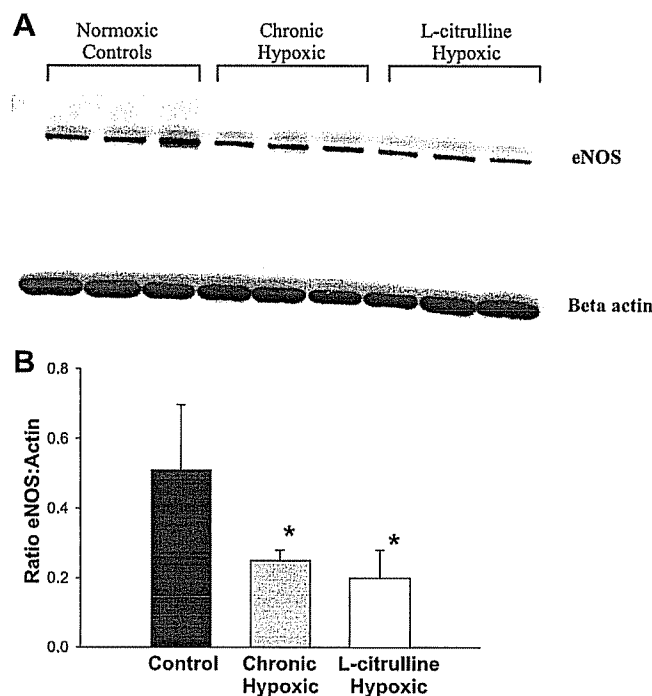 A
Normoxic
Controls
Chronic
Hypoxic
L-citrulline
Hypoxic
eNOS
Beta actin
B
Ratio eNOS:Actin
0.8
0.6
0.4
0.2
0.0
*
*
Control
Chronic
Hypoxic
L-citrulline
Hypoxic